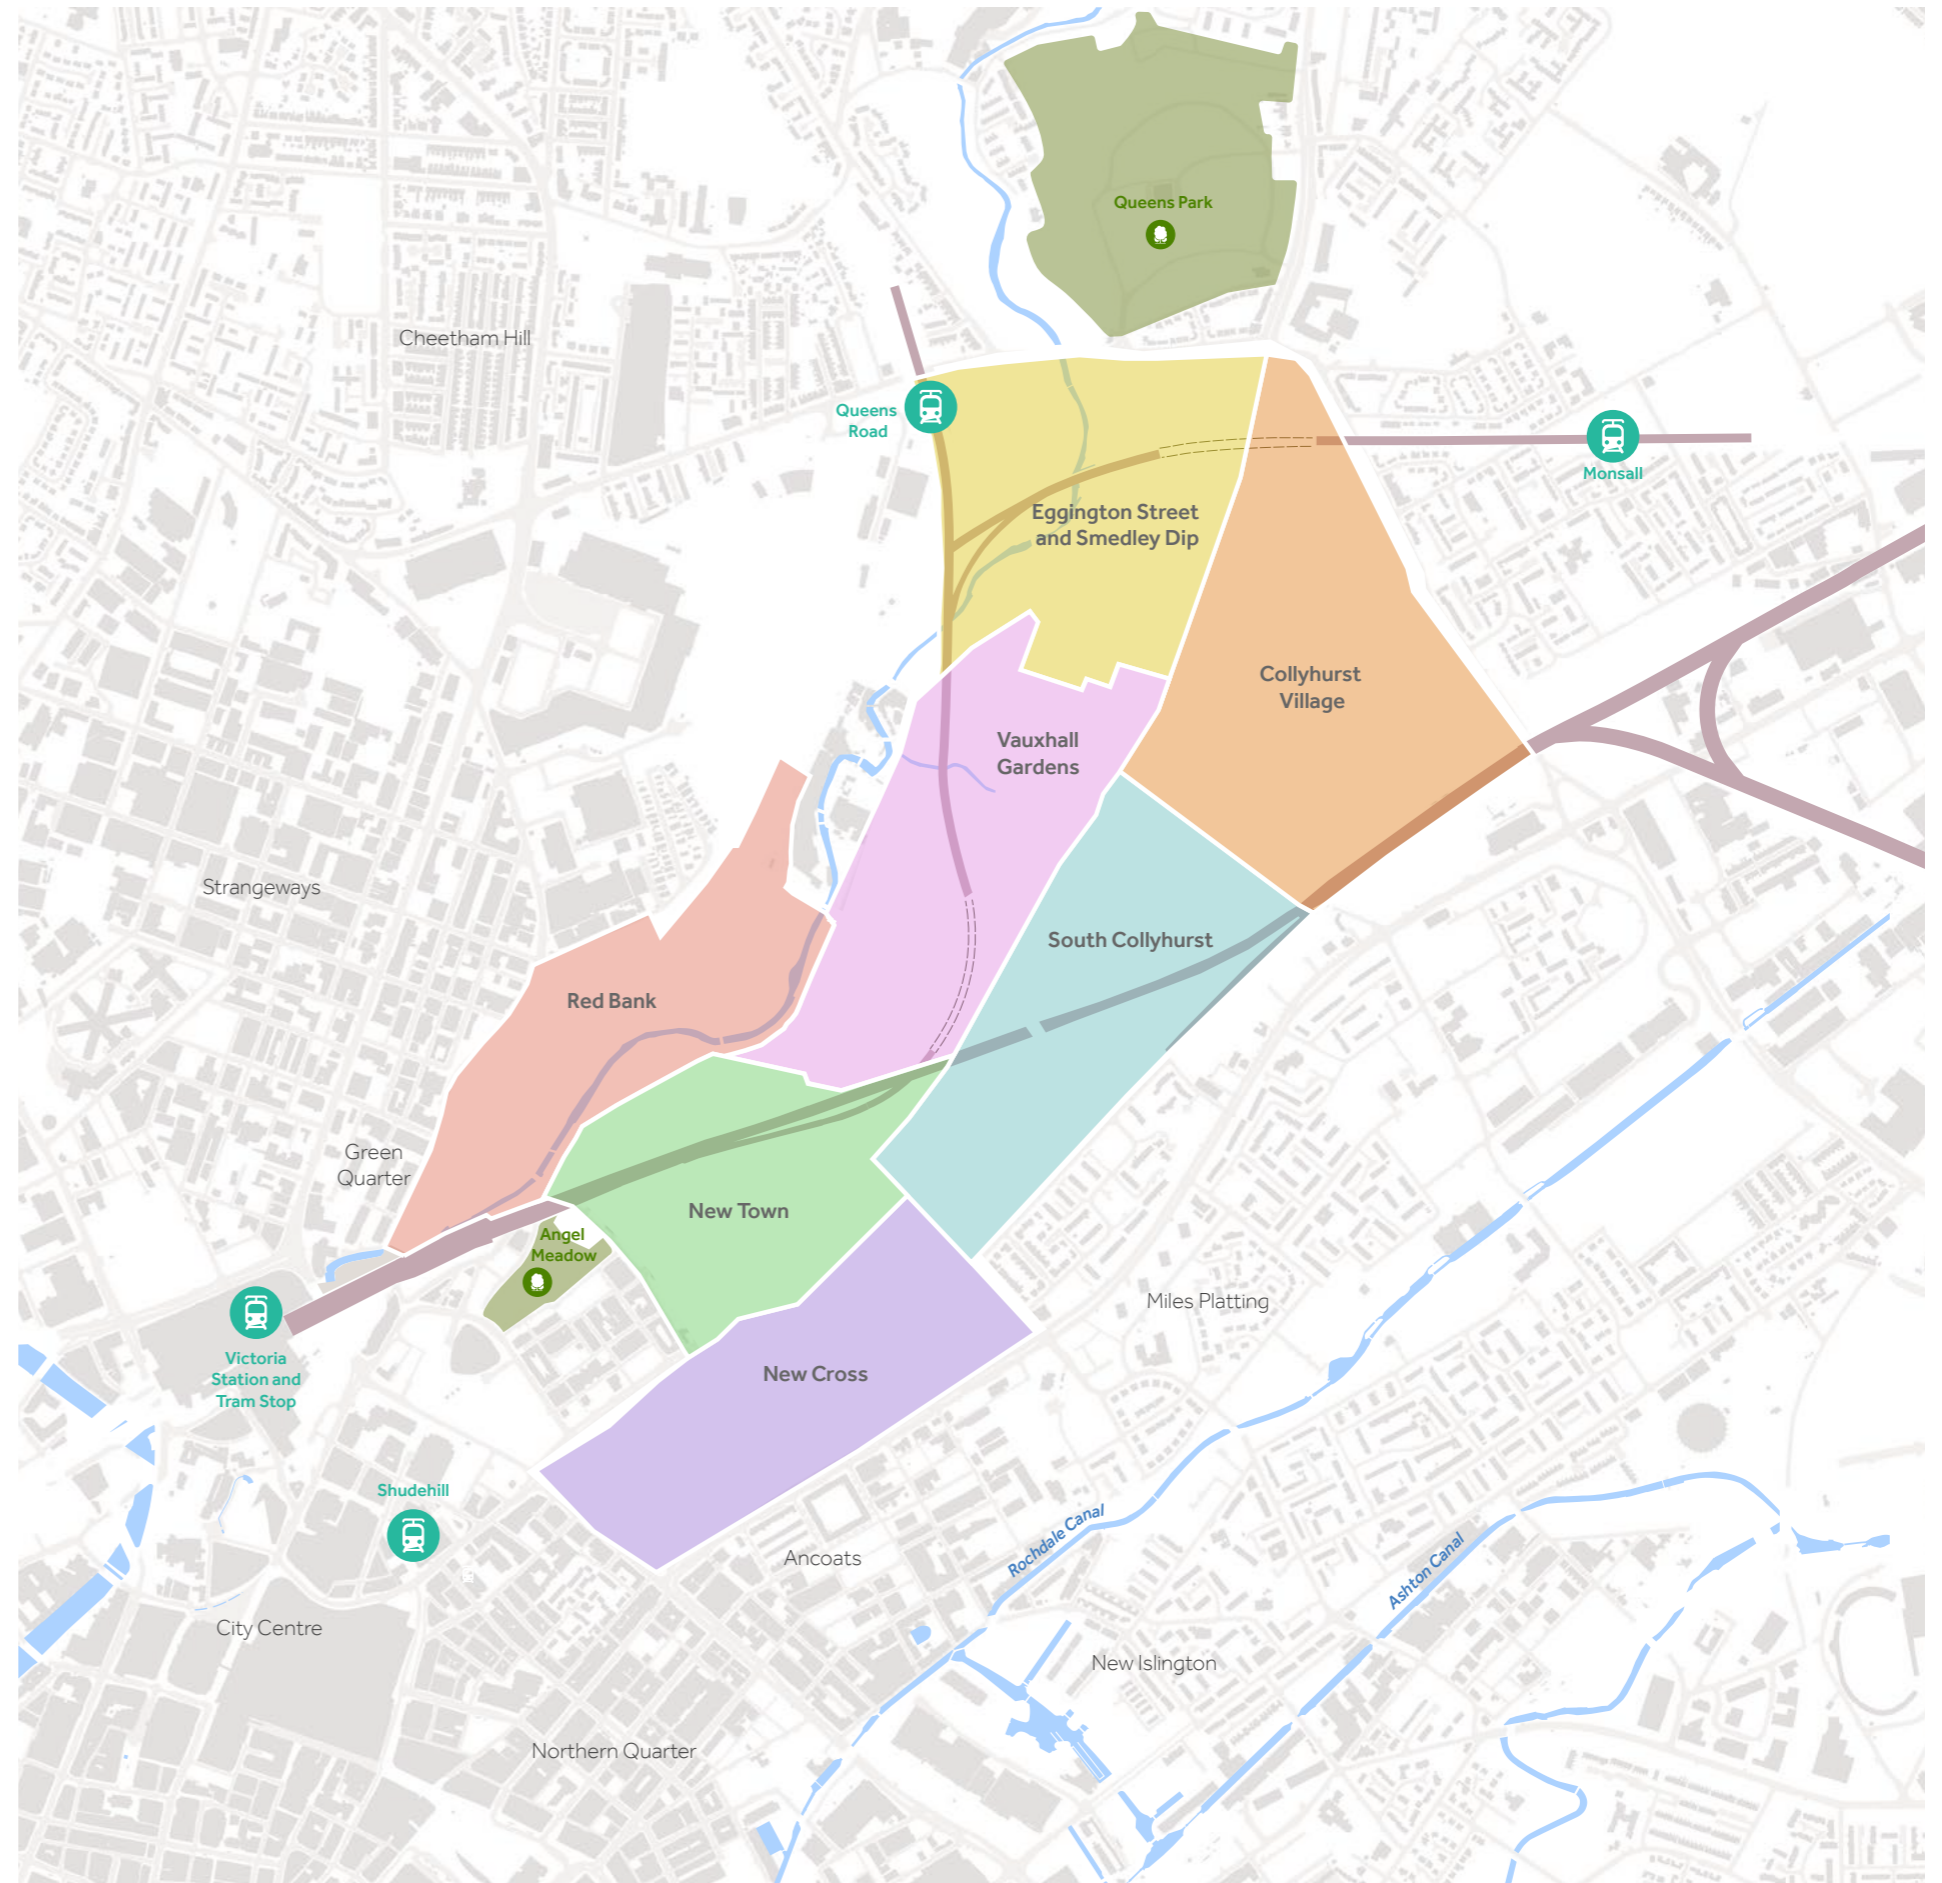 Queens Park
Cheetham Hill
Queens
Road
Monsall
Eggington Street
and Smedley Dip
Collyhurst
Village
Vauxhall
Gardens
Strangeways
South Collyhurst
Red Bank
Green
Quarter
New Town
Angel
Meadow
Miles Platting
Victoria
Station and
Tram Stop
New Cross
Shudehill
Rochdale Canal
Ancoats
Ashton Canal
City Centre
New Islington
Northern Quarter